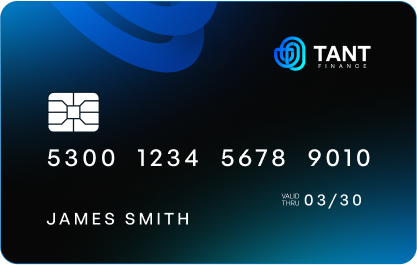 TANT
FINANCE
5300 1234 5678 9010
VALID
THRU 03/30
JAMES SMITH